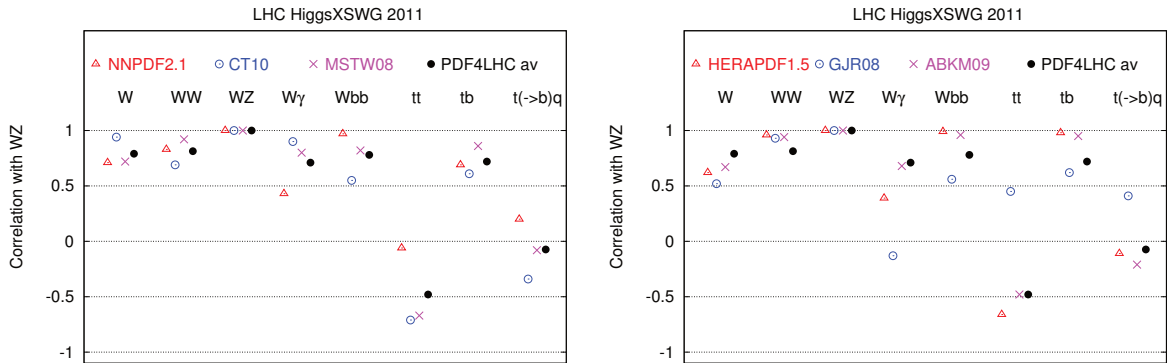 LHC HiggsXSWG 2011
NNPDF2.1 CT10 MSTW08 PDF4LHC av
W WW WZ Wγ Wbb tt tb t(->b)q
1
0.5
0
-0.5
-1
Correlation with WZ
LHC HiggsXSWG 2011
HERAPDF1.5 GJR08 ABKM09 PDF4LHC av
W WW WZ Wγ Wbb tt tb t(->b)q
1
0.5
0
-0.5
-1
Correlation with WZ